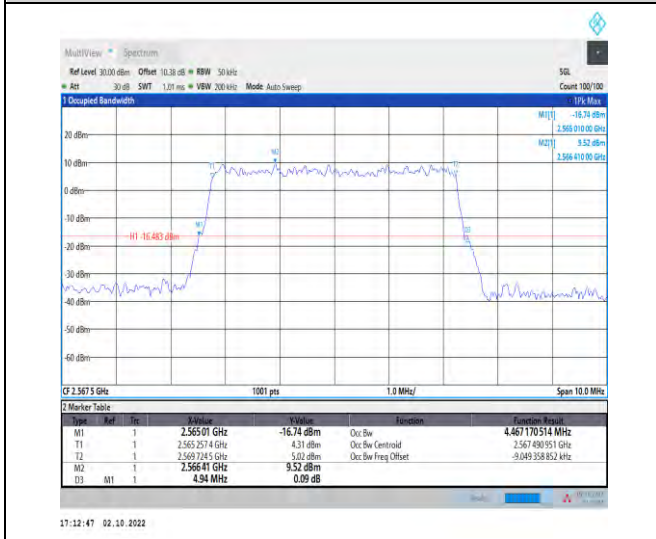 MultiView Spectrum
Ref Level 30.00 dBm Offset 10.38 dB RBW 50 kHz SGL
Att 30 dB SWT 1.01 ms VBW 200 kHz Mode Auto Sweep Count 100/100
1 Occupied Bandwidth 1Pk Max
M1[1] -16.74 dBm
2.565 010 00 GHz
20 dBm
M2[1] 9.52 dBm
2.566 410 00 GHz
M2
10 dBm
T1
T2
0 dBm
-10 dBm
M1
D3
H1 -16.483 dBm
-20 dBm
-30 dBm
-40 dBm
-50 dBm
-60 dBm
CF 2.567 5 GHz 1001 pts 1.0 MHz/ Span 10.0 MHz
2 Marker Table
Type Ref Trc X-Value Y-Value Function Function Result
M1 1 2.565 01 GHz -16.74 dBm Occ Bw 4.467 170 514 MHz
T1 1 2.565 257 4 GHz 4.31 dBm Occ Bw Centroid 2.567 490 951 GHz
T2 1 2.569 724 5 GHz 5.02 dBm Occ Bw Freq Offset -9.049 358 852 kHz
M2 1 2.566 41 GHz 9.52 dBm
D3 M1 1 4.94 MHz 0.09 dB
17:12:47 02.10.2022